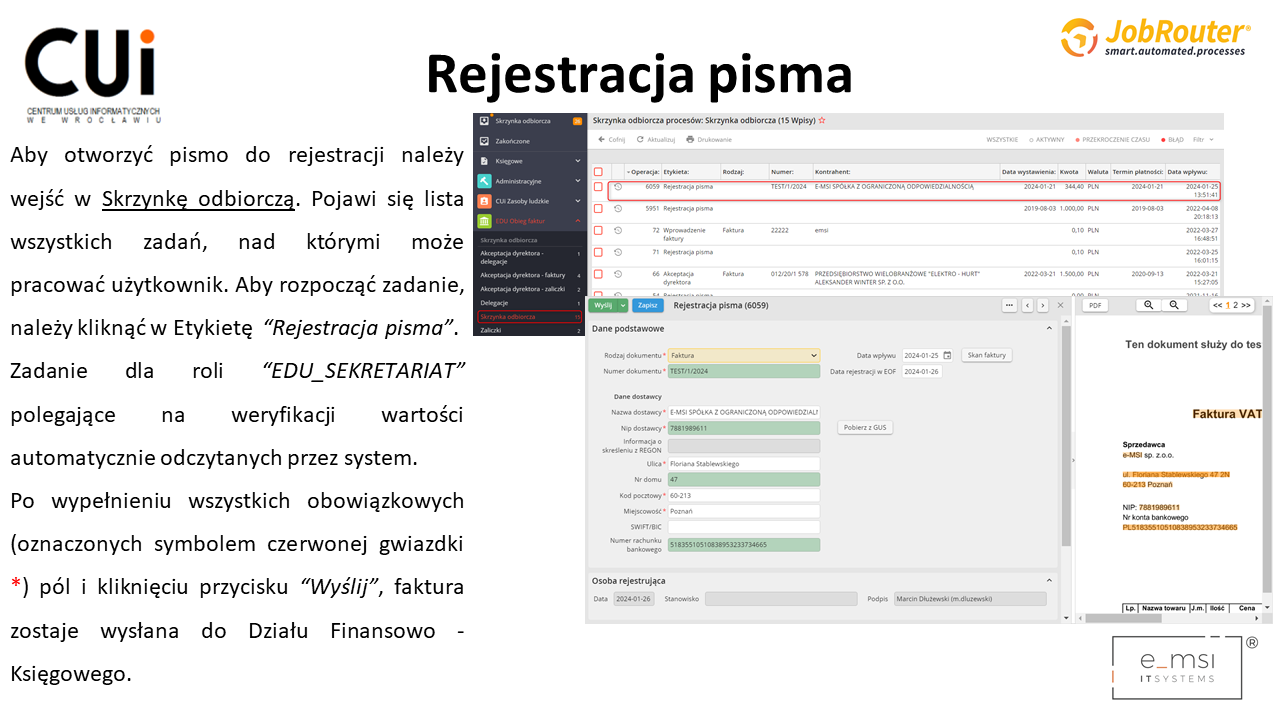 CUi
CENTRUM USŁUG INFORMATYCZNYCH
WE WROCŁAWIU
JobRouter®
smart.automated.processes
Rejestracja pisma
Aby otworzyć pismo do rejestracji należy
wejść w Skrzynkę odbiorczą. Pojawi się lista
wszystkich zadań, nad którymi może
pracować użytkownik. Aby rozpocząć zadanie,
należy kliknąć w Etykietę “Rejestracja pisma”.
Zadanie dla roli “EDU_SEKRETARIAT”
polegające na weryfikacji wartości
automatycznie odczytanych przez system.
Po wypełnieniu wszystkich obowiązkowych
(oznaczonych symbolem czerwonej gwiazdki
*) pól i kliknięciu przycisku “Wyślij”, faktura
zostaje wysłana do Działu Finansowo -
Księgowego.
Skrzynka odbiorcza
Zakończone
Księgowe
Administracyjne
CUI Zasoby ludzkie
EDU Obieg faktur
Skrzynka odbiorcza
Akceptacja dyrektora - 1
delegacje
Akceptacja dyrektora - faktury 4
Akceptacja dyrektora - zaliczki 2
Delegacje 1
Skrzynka odbiorcza 15
Zaliczki 2
Skrzynka odbiorcza procesów: Skrzynka odbiorcza (15 Wpisy)
Cofnij Aktualizuj Drukowanie WSZYSTKIE AKTYWNY PRZEKROCZENIE CZASU BŁĄD Filtr
Operacja: Etykieta: Rodzaj: Numer: Kontrahent: Data wystawienia: Kwota Waluta Termin płatności: Data wpływu:
6059 Rejestracja pisma TEST/1/2024 E-MSI SPÓŁKA Z OGRANICZONĄ ODPOWIEDZIALNOŚCIĄ 2024-01-21 344,40 PLN 2024-01-21 2024-01-25
13:51:41
5951 Rejestracja pisma 2019-08-03 1.000,00 PLN 2019-08-03 2022-04-08
20:18:13
72 Wprowadzenie Faktura 22222 emsi 0,10 PLN 2022-03-27
faktury 16:48:51
71 Rejestracja pisma 0,10 PLN 2022-03-25
16:01:15
66 Akceptacja Faktura 012/20/1 578 PRZEDSIĘBIORSTWO WIELOBRANŻOWE "ELEKTRO - HURT" 2022-03-21 1.500,00 PLN 2020-09-13 2022-03-21
dyrektora ALEKSANDER WINTER SP. Z O.O. 15:27:05
Wyślij Zapisz Rejestracja pisma (6059)
Dane podstawowe
Rodzaj dokumentu * Faktura Data wpływu 2024-01-25 Skan faktury
Numer dokumentu * TEST/1/2024 Data rejestracji w EOF 2024-01-26
Dane dostawcy
Nazwa dostawcy * E-MSI SPÓŁKA Z OGRANICZONĄ ODPOWIEDZIALN
Nip dostawcy * 7881989611 Pobierz z GUS
Informacja o
skreśleniu z REGON
Ulica * Floriana Stablewskiego
Nr domu 47
Kod pocztowy * 60-213
Miejscowość * Poznań
SWIFT/BIC
Numer rachunku
bankowego 51835510510838953233734665
Osoba rejestrująca
Data 2024-01-26 Stanowisko Podpis Marcin Dłużewski (m.dluzewski)
PDF << 1 2 >>
Ten dokument służy do tes
Faktura VAT
Sprzedawca
e-MSI sp. z.o.o.
ul. Floriana Stablewskiego 47 2N
60-213 Poznań
NIP: 7881989611
Nr konta bankowego
PL51835510510838953233734665
Lp. Nazwa towaru J.m. Ilość Cena
e_msi ®
ITSYSTEMS